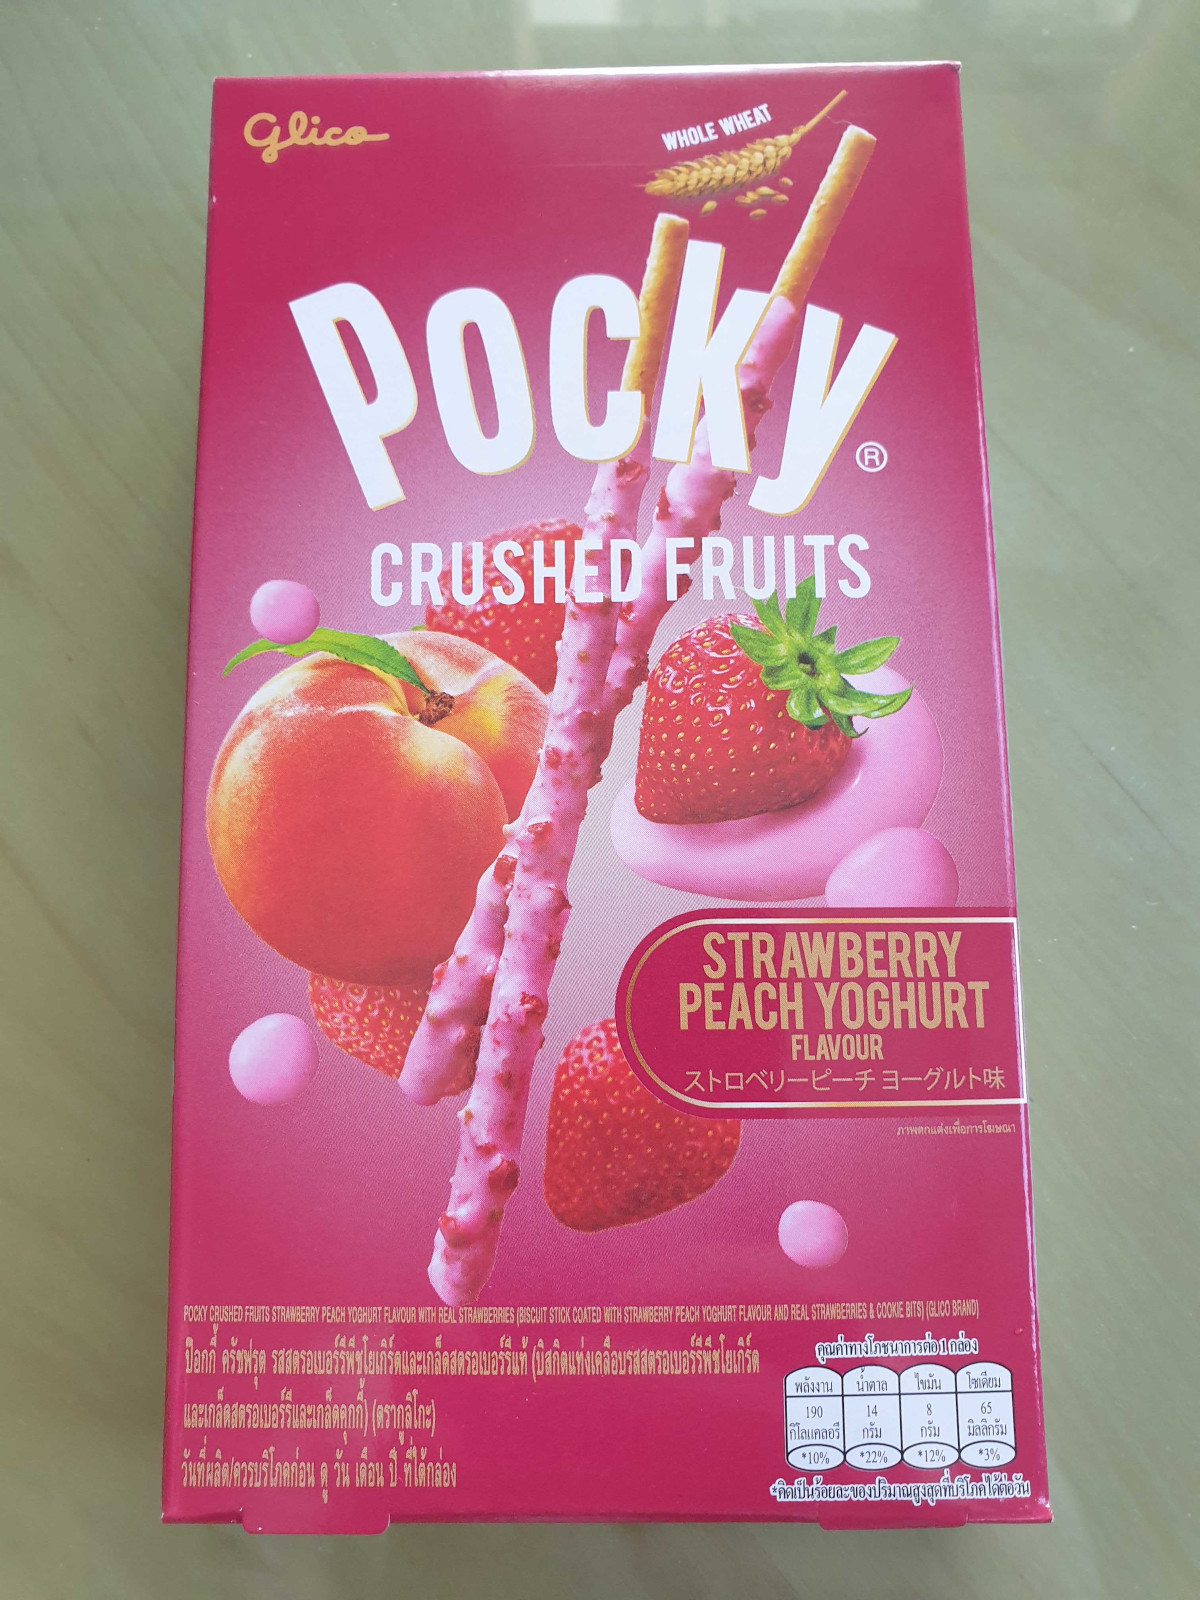 Glico
WHOLE WHEAT
POCKY®
CRUSHED FRUITS
STRAWBERRY
PEACH YOGHURT
FLAVOUR
ストロベリーピーチヨーグルト味
ภาพตกแต่งเพื่อการโฆษณา
POCKY CRUSHED FRUITS STRAWBERRY PEACH YOGHURT FLAVOUR WITH REAL STRAWBERRIES (BISCUIT STICK COATED WITH STRAWBERRY PEACH YOGHURT FLAVOUR AND REAL STRAWBERRIES & COOKIE BITS) (GLICO BRAND)
ป๊อกกี้ ครัชฟรุต รสสตรอเบอร์รีพีชโยเกิร์ตและเกล็ดสตรอเบอร์รีแท้ (บิสกิตแท่งเคลือบรสสตรอเบอร์รีพีชโยเกิร์ต
และเกล็ดสตรอเบอร์รีและเกล็ดคุกกี้) (ตรากูลิโกะ)
วันที่ผลิต/ควรบริโภคก่อน ดู วัน เดือน ปี ที่ใต้กล่อง
คุณค่าทางโภชนาการต่อ 1 กล่อง
พลังงาน น้ำตาล ไขมัน โซเดียม
190 14 8 65
กิโลแคลอรี กรัม กรัม มิลลิกรัม
*10% *22% *12% *3%
*คิดเป็นร้อยละของปริมาณสูงสุดที่บริโภคได้ต่อวัน